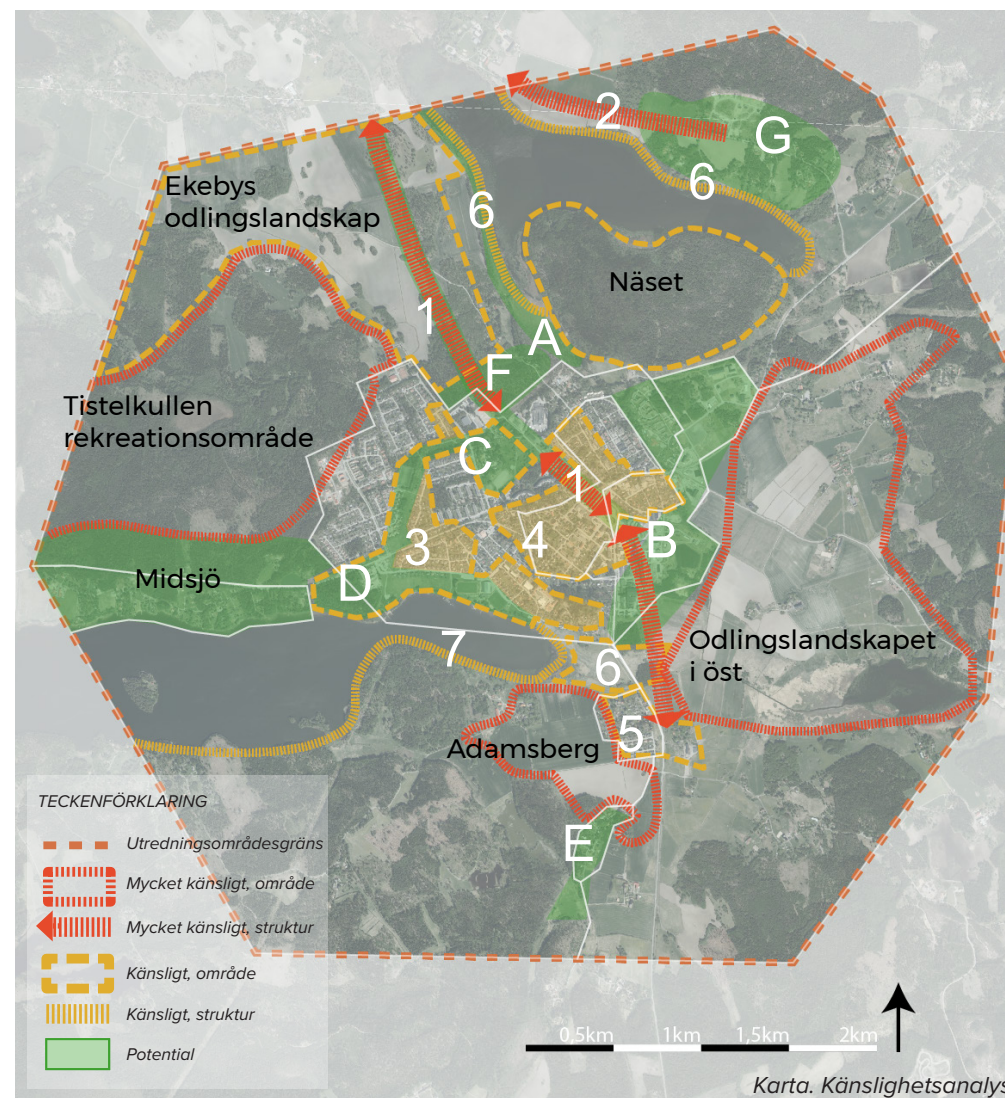 2
G
Ekebys
odlingslandskap
6
6
Näset
1
A
F
Tistelkullen
rekreationsområde
C
1
3
4
B
Midsjö
D
7
6
Odlingslandskapet
i öst
5
Adamsberg
E
TECKENFÖRKLARING
Utredningsområdesgräns
Mycket känsligt, område
Mycket känsligt, struktur
Känsligt, område
Känsligt, struktur
Potential
0,5km 1km 1,5km 2km
Karta. Känslighetsanalys